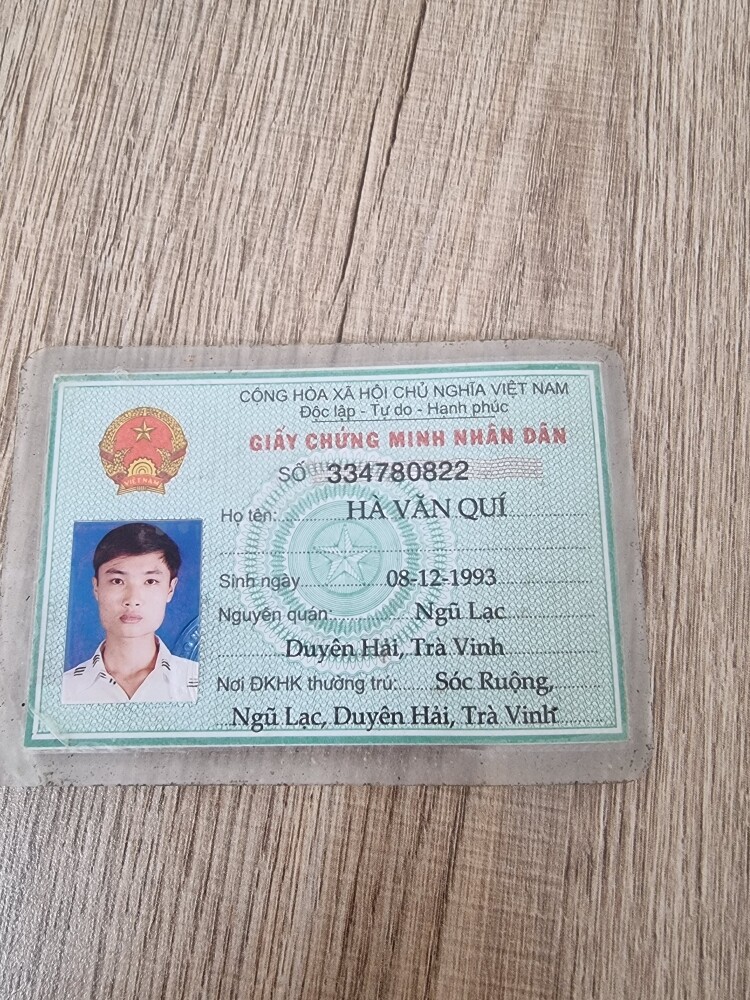 CỘNG HÒA XÃ HỘI CHỦ NGHĨA VIỆT NAM
Độc lập - Tự do - Hạnh phúc
GIẤY CHỨNG MINH NHÂN DÂN
SỐ 334780822
Họ tên: HÀ VĂN QUÍ
Sinh ngày 08-12-1993
Nguyên quán: Ngũ Lạc
Duyên Hải, Trà Vinh
Nơi ĐKHK thường trú: Sóc Ruộng,
Ngũ Lạc, Duyên Hải, Trà Vinh
VIỆT NAM